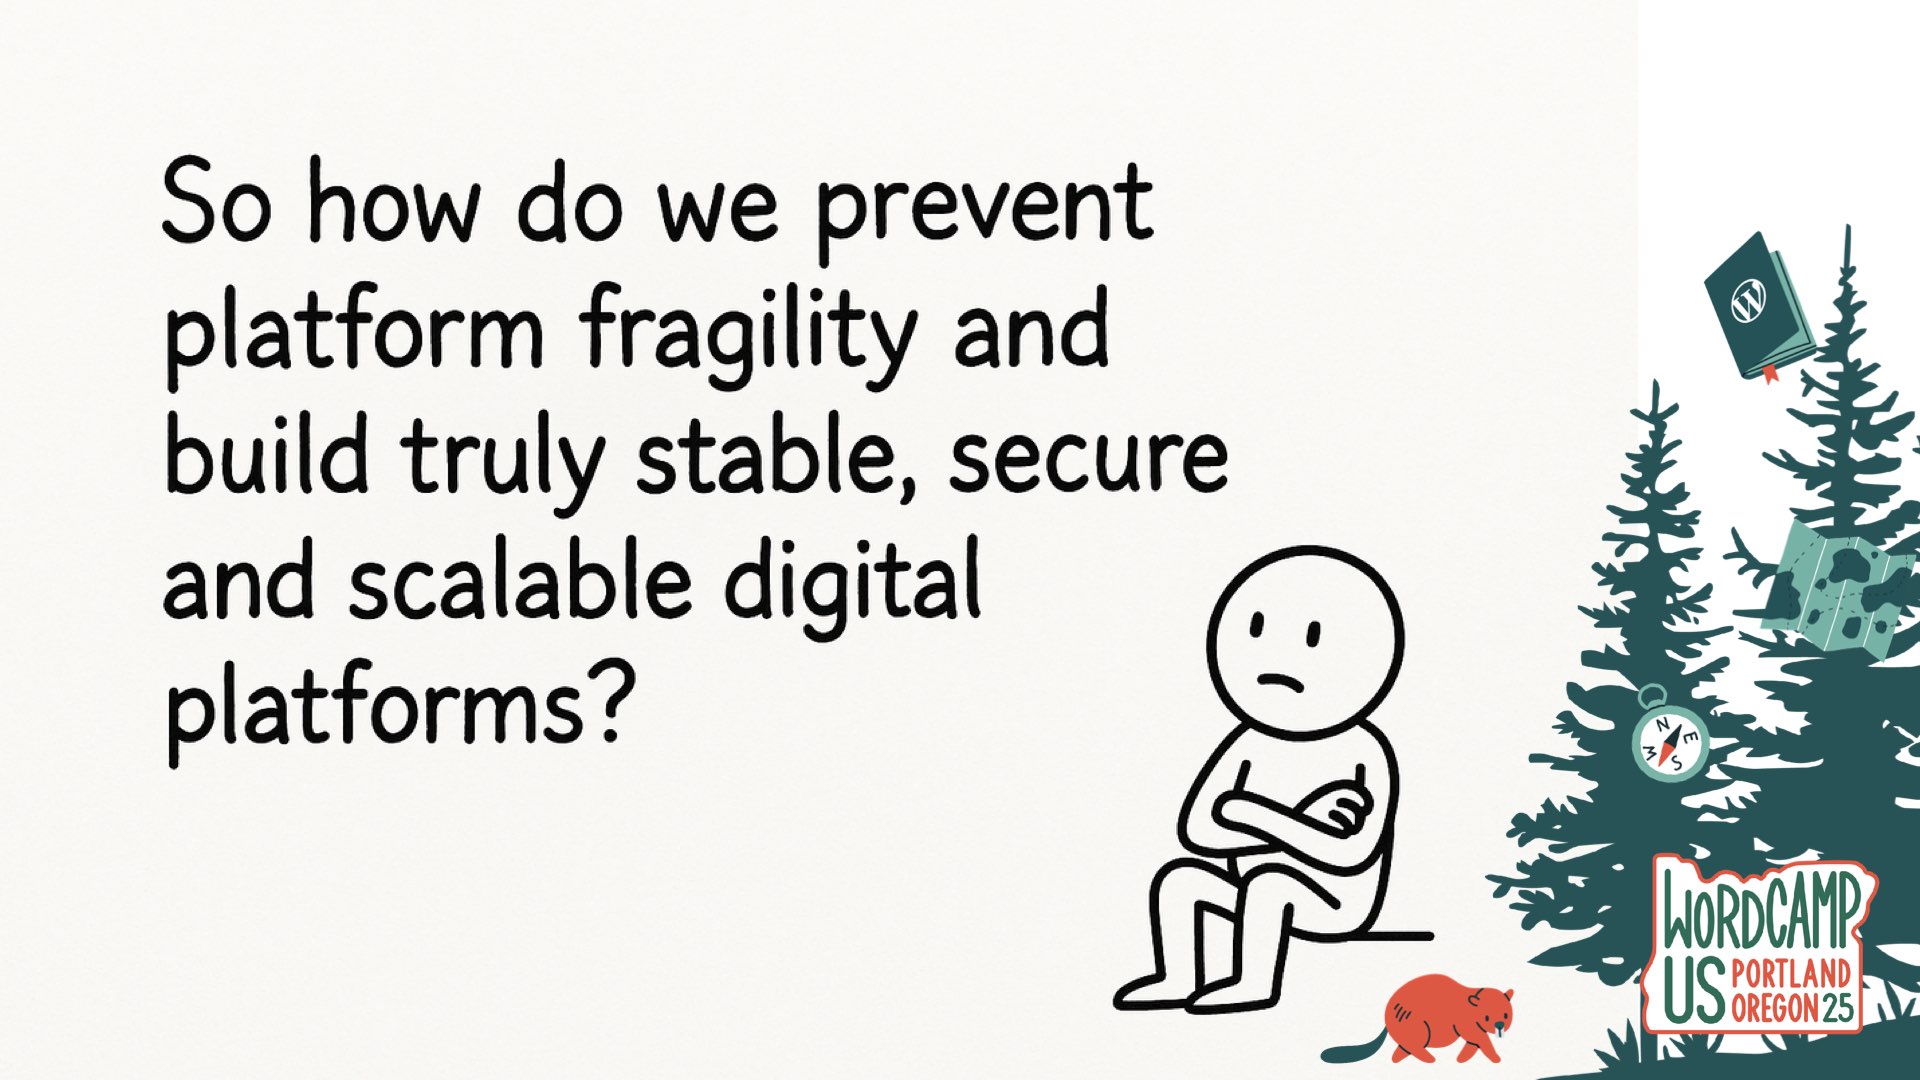 So how do we prevent
platform fragility and
build truly stable, secure
and scalable digital
platforms?
W
N
E
S
W
WORDCAMP
US PORTLAND
OREGON 25